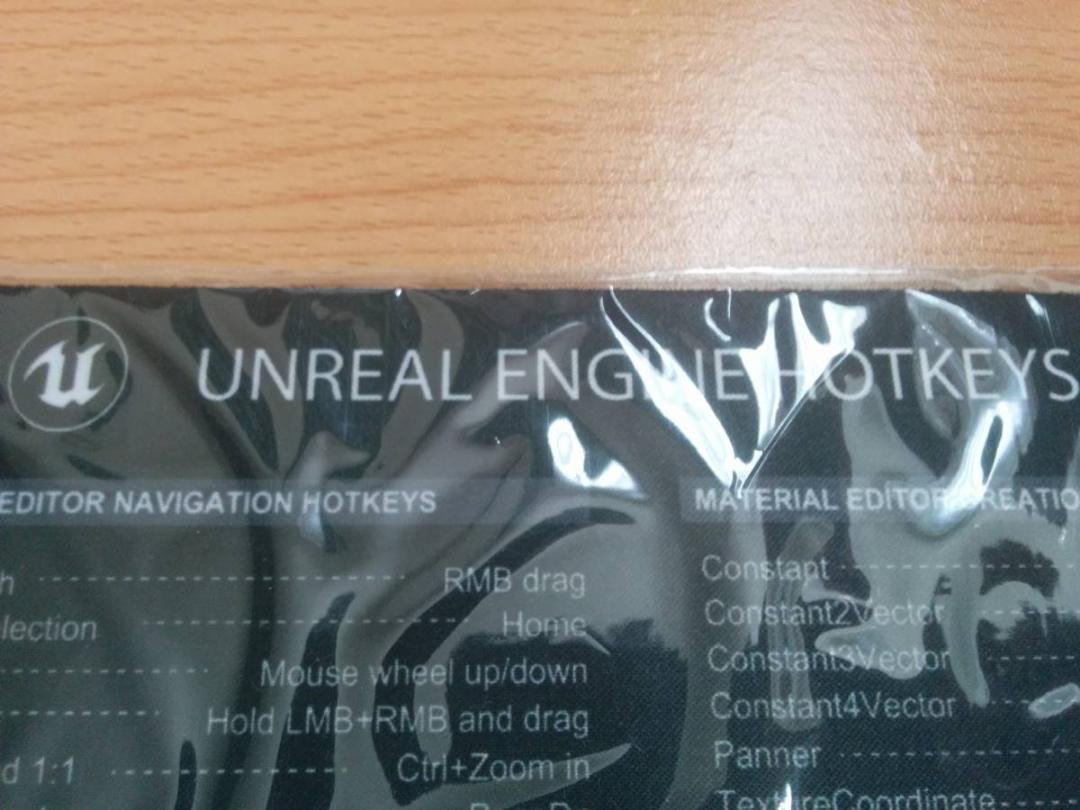 UNREAL ENGINE HOTKEYS
EDITOR NAVIGATION HOTKEYS
RMB drag
Home
Mouse wheel up/down
Hold LMB+RMB and drag
1:1 Ctrl+Zoom in
MATERIAL EDITOR
Constant
Constant2Vector
Constant3Vector
Constant4Vector
Panner
TextureCoordinate